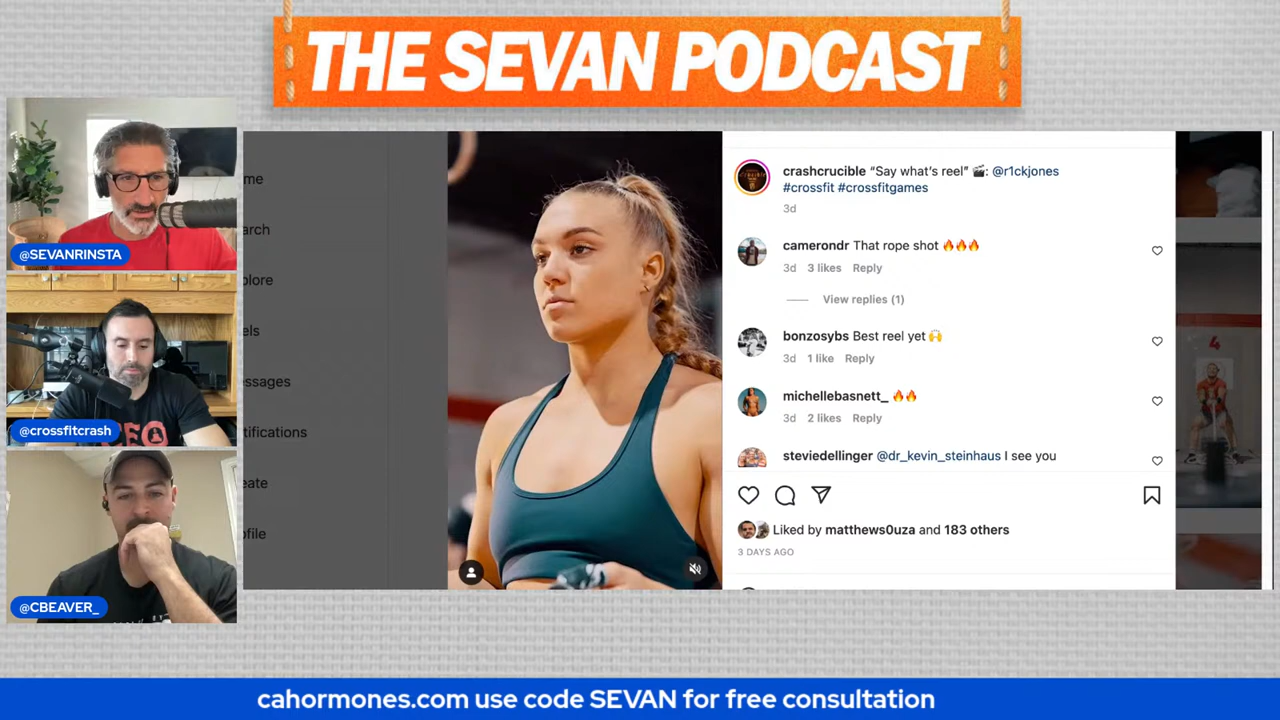 THE SEVAN PODCAST
@SEVANRINSTA
@crossfitcrash
CEO
@CBEAVER_
me
arch
plore
els
essages
tifications
eate
ofile
crashcrucible “Say what’s reel” 🎬: @r1ckjones
#crossfit #crossfitgames
3d
camerondr That rope shot 🔥🔥🔥
3d 3 likes Reply
View replies (1)
bonzosybs Best reel yet 🙌
3d 1 like Reply
michellebasnett_ 🔥🔥
3d 2 likes Reply
steviedellinger @dr_kevin_steinhaus I see you
Liked by matthews0uza and 183 others
3 DAYS AGO
4
cahormones.com use code SEVAN for free consultation